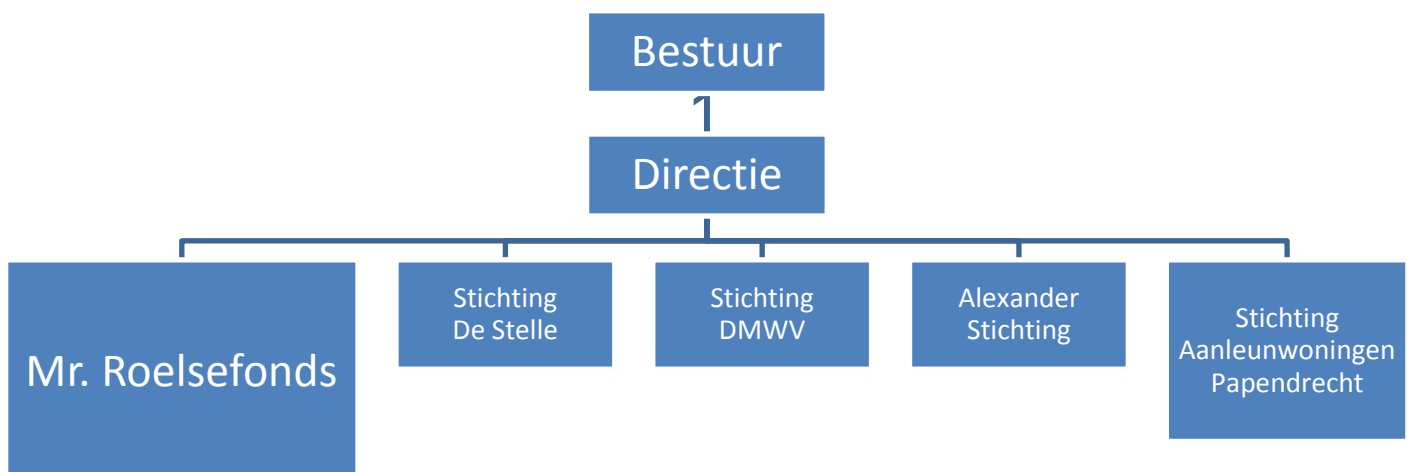 Bestuur
Directie
Mr. Roelsefonds
Stichting
De Stelle
Stichting
DMWV
Alexander
Stichting
Stichting
Aanleunwoningen
Papendrecht